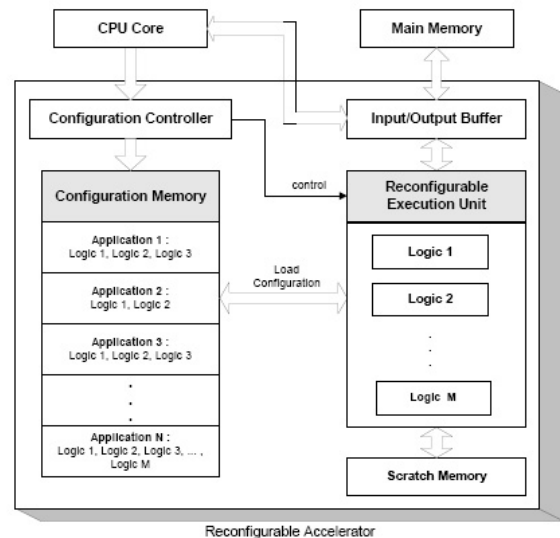 CPU Core
Main Memory
Configuration Controller
Input/Output Buffer
control
Configuration Memory
Application 1 :
Logic 1, Logic 2, Logic 3
Application 2 :
Logic 1, Logic 2
Application 3 :
Logic 1, Logic 2, Logic 3
.
.
.
Application N :
Logic 1, Logic 2, Logic 3, ... ,
Logic M
Load
Configuration
Reconfigurable
Execution Unit
Logic 1
Logic 2
.
.
.
Logic M
Scratch Memory
Reconfigurable Accelerator